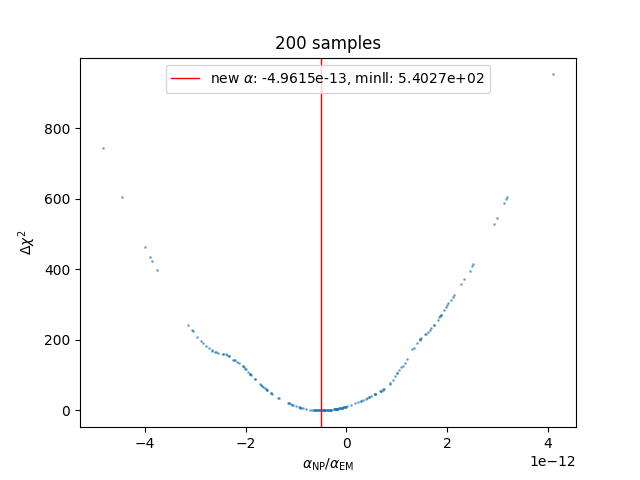 200 samples
new α: -4.9615e-13, minll: 5.4027e+02
Δχ²
800
600
400
200
0
−4
−2
0
2
4
1e−12
α_NP/α_EM